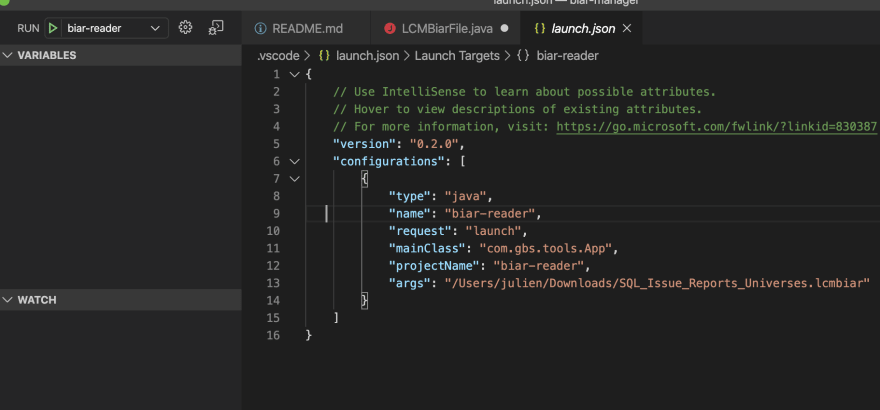 launch.json — biar-manager
RUN biar-reader
README.md LCMBiarFile.java launch.json
VARIABLES
.vscode > launch.json > Launch Targets > biar-reader
1 {
2 // Use IntelliSense to learn about possible attributes.
3 // Hover to view descriptions of existing attributes.
4 // For more information, visit: https://go.microsoft.com/fwlink/?linkid=830387
5 "version": "0.2.0",
6 "configurations": [
7 {
8 "type": "java",
9 "name": "biar-reader",
10 "request": "launch",
11 "mainClass": "com.gbs.tools.App",
12 "projectName": "biar-reader",
13 "args": "/Users/julien/Downloads/SQL_Issue_Reports_Universes.lcmbiar"
14 }
15 ]
16 }
WATCH